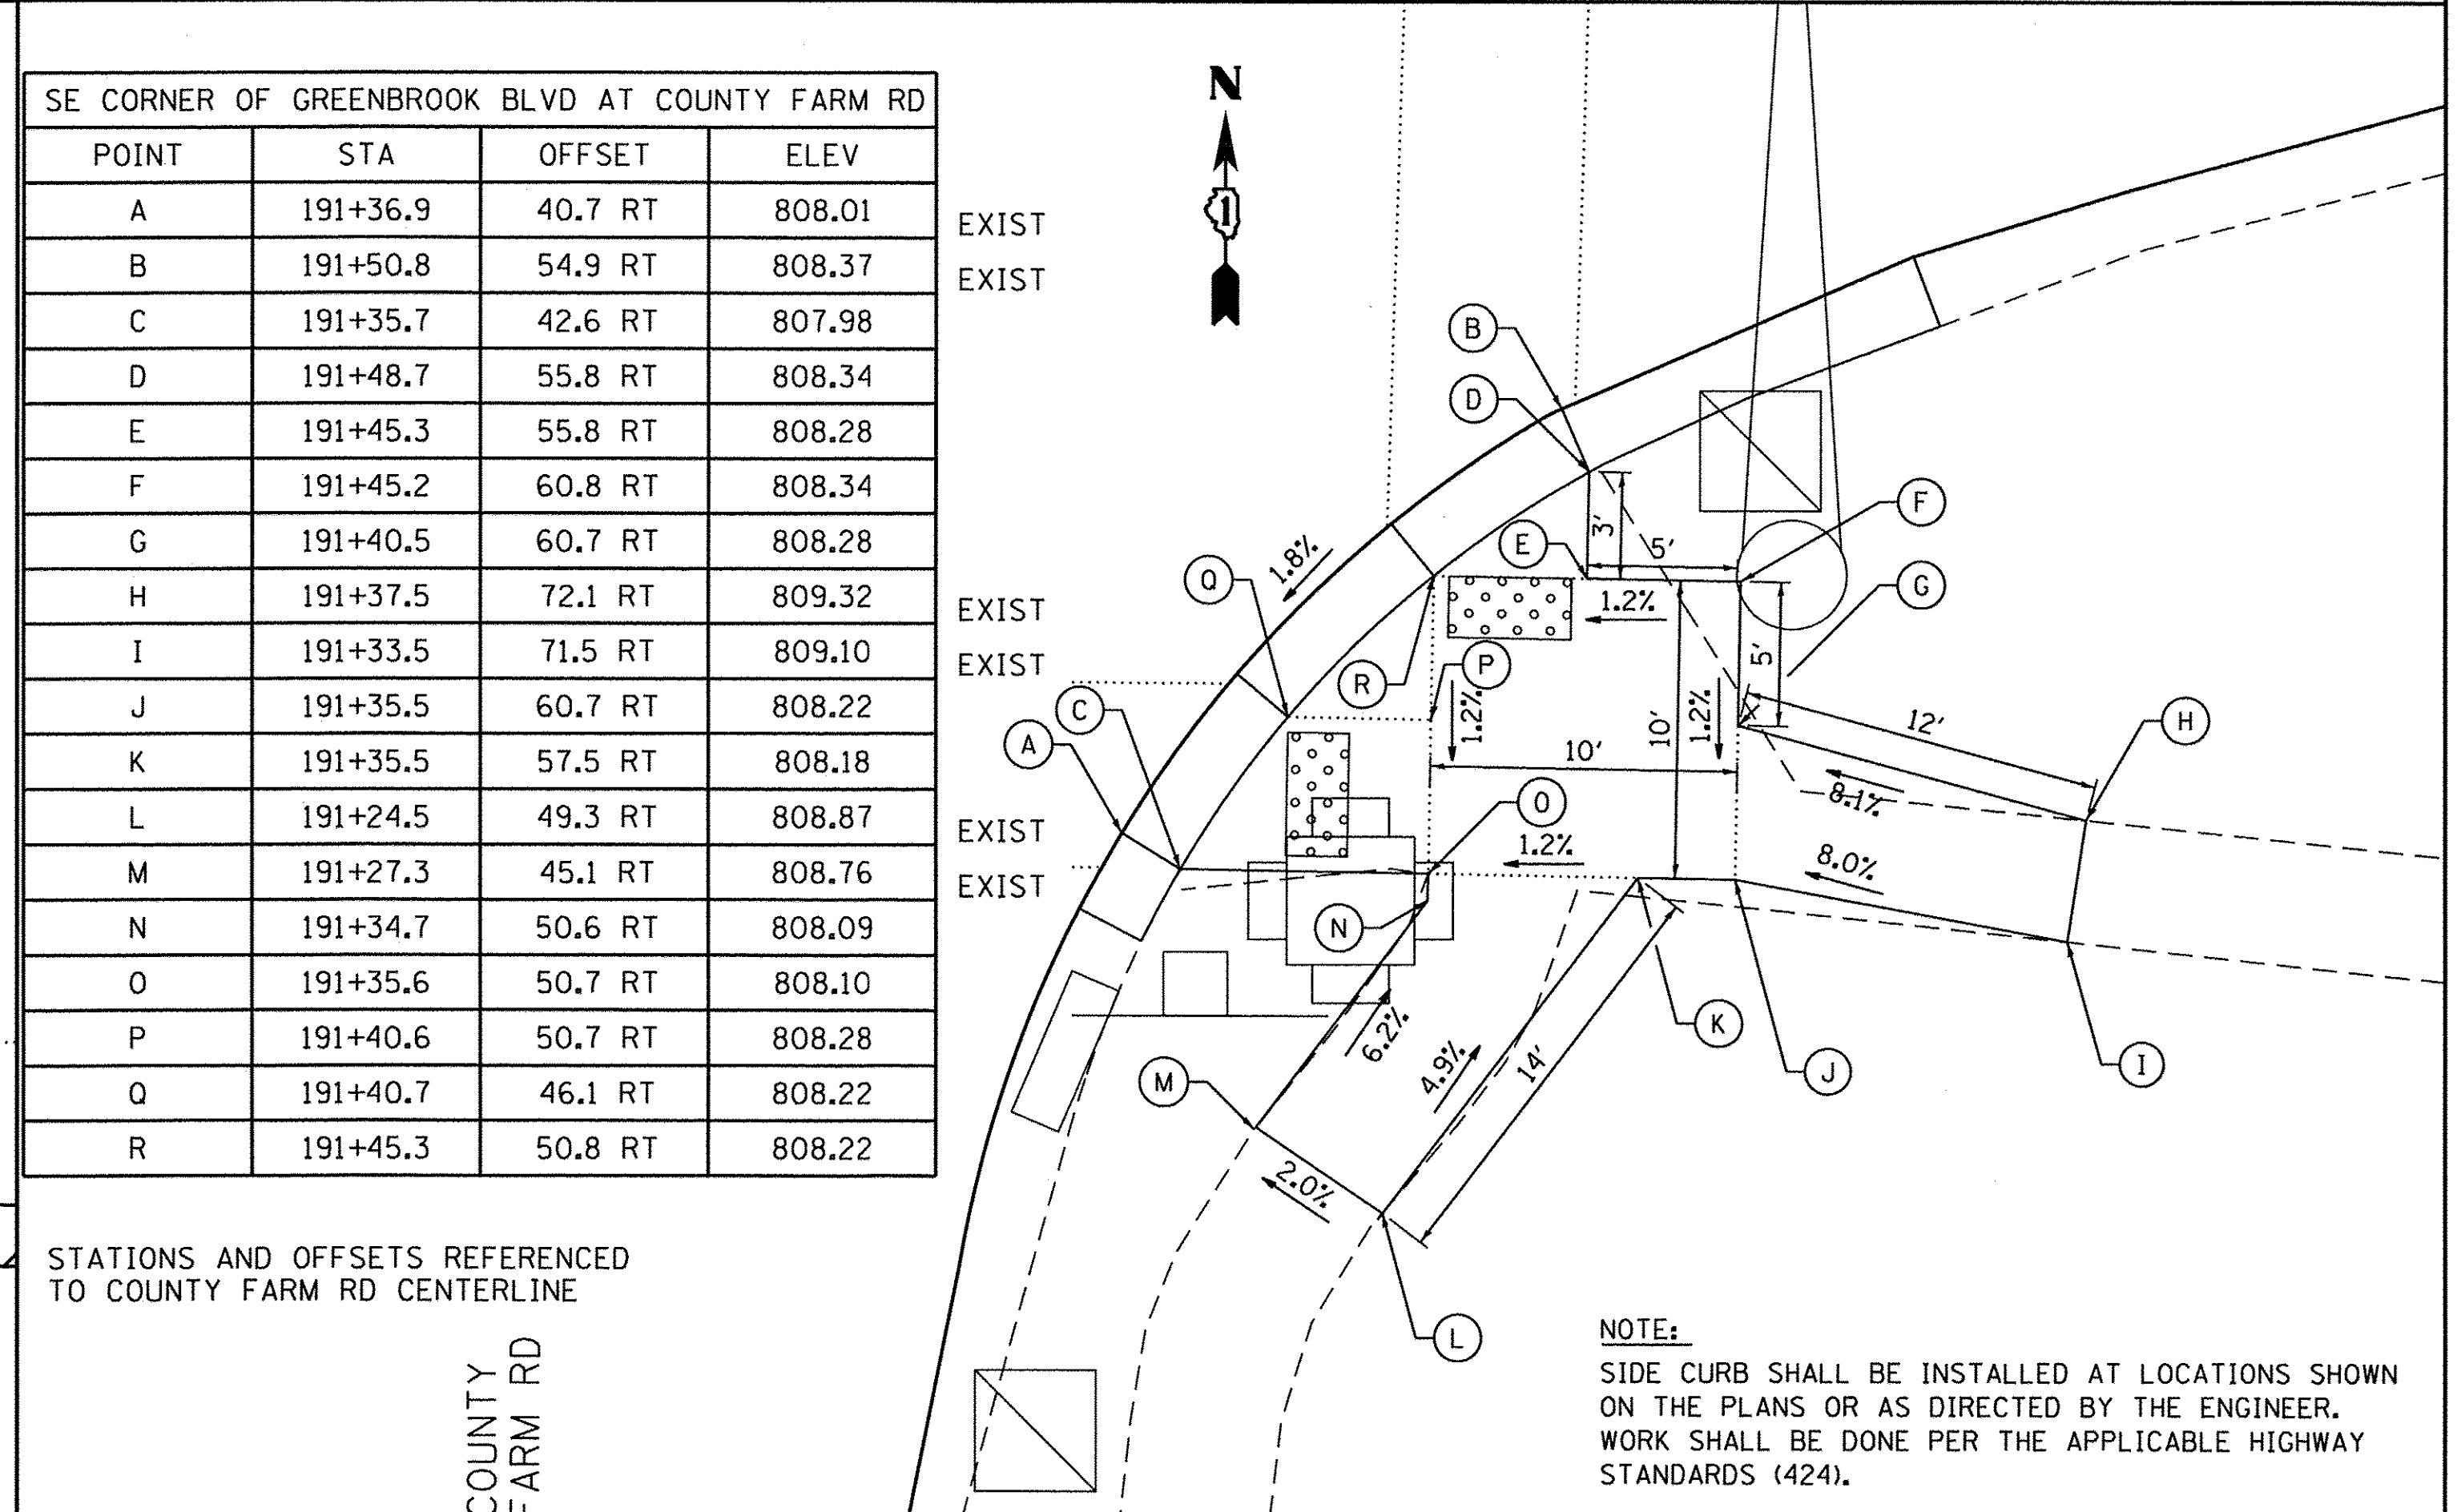 SE CORNER OF GREENBROOK BLVD AT COUNTY FARM RD
POINT STA OFFSET ELEV
A 191+36.9 40.7 RT 808.01 EXIST
B 191+50.8 54.9 RT 808.37 EXIST
C 191+35.7 42.6 RT 807.98
D 191+48.7 55.8 RT 808.34
E 191+45.3 55.8 RT 808.28
F 191+45.2 60.8 RT 808.34
G 191+40.5 60.7 RT 808.28
H 191+37.5 72.1 RT 809.32 EXIST
I 191+33.5 71.5 RT 809.10 EXIST
J 191+35.5 60.7 RT 808.22
K 191+35.5 57.5 RT 808.18
L 191+24.5 49.3 RT 808.87 EXIST
M 191+27.3 45.1 RT 808.76 EXIST
N 191+34.7 50.6 RT 808.09
O 191+35.6 50.7 RT 808.10
P 191+40.6 50.7 RT 808.28
Q 191+40.7 46.1 RT 808.22
R 191+45.3 50.8 RT 808.22
STATIONS AND OFFSETS REFERENCED
TO COUNTY FARM RD CENTERLINE
COUNTY
FARM RD
N
1
B
D
F
3'
E
5'
1.8%
Q
G
1.2%
R
P
5'
C
1.2%
10'
1.2%
12'
H
A
10'
O
8.1%
1.2%
8.0%
N
K
6.2%
4.9%
14'
M
J
I
2.0%
L
NOTE:
SIDE CURB SHALL BE INSTALLED AT LOCATIONS SHOWN
ON THE PLANS OR AS DIRECTED BY THE ENGINEER.
WORK SHALL BE DONE PER THE APPLICABLE HIGHWAY
STANDARDS (424).